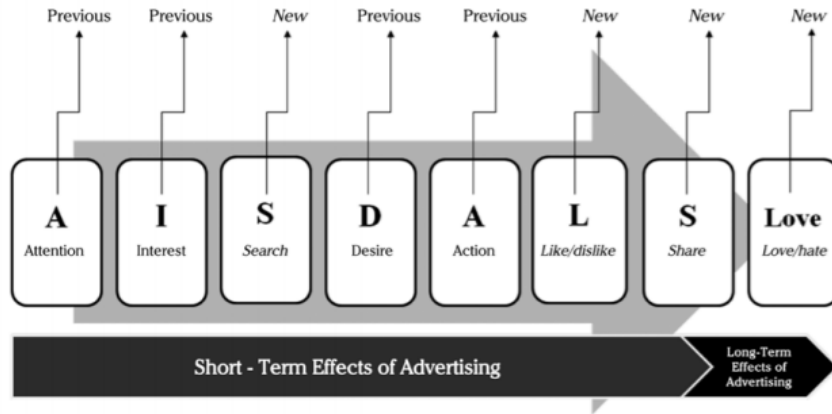 Previous Previous New Previous Previous New New New
A I S D A L S Love
Attention Interest Search Desire Action Like/dislike Share Love/hate
Short - Term Effects of Advertising
Long-Term
Effects of
Advertising